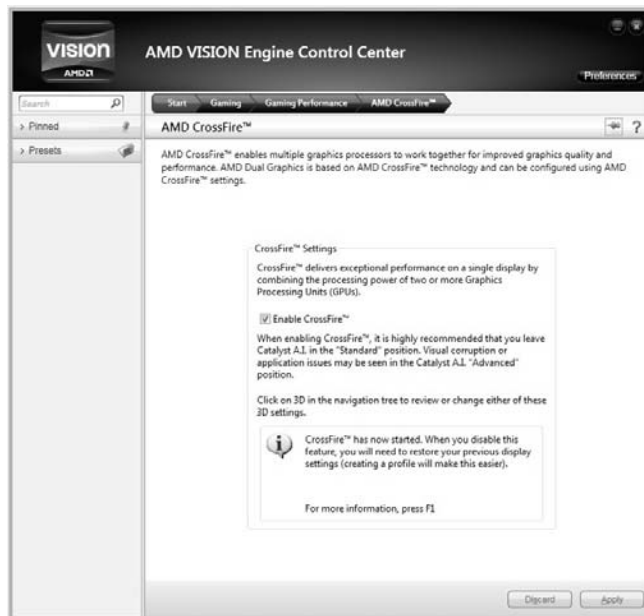 VISION
AMD
AMD VISION Engine Control Center
Preferences
Search
Start Gaming Gaming Performance AMD CrossFire™
> Pinned
AMD CrossFire™
?
> Presets
AMD CrossFire™ enables multiple graphics processors to work together for improved graphics quality and
performance. AMD Dual Graphics is based on AMD CrossFire™ technology and can be configured using AMD
CrossFire™ settings.
CrossFire™ Settings
CrossFire™ delivers exceptional performance on a single display by
combining the processing power of two or more Graphics
Processing Units (GPUs).
Enable CrossFire™
When enabling CrossFire™, it is highly recommended that you leave
Catalyst A.I. in the "Standard" position. Visual corruption or
application issues may be seen in the Catalyst A.I. "Advanced"
position.
Click on 3D in the navigation tree to review or change either of these
3D settings.
CrossFire™ has now started. When you disable this
feature, you will need to restore your previous display
settings (creating a profile will make this easier).
For more information, press F1
Discard Apply